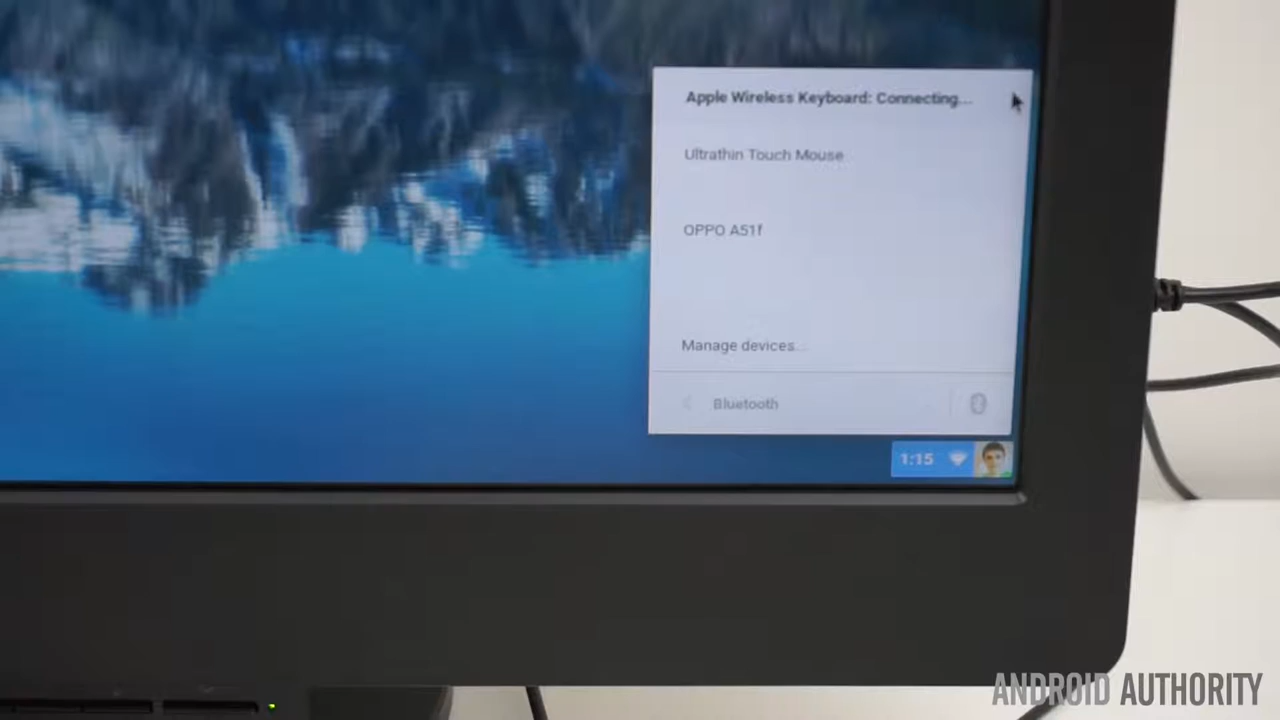 Apple Wireless Keyboard: Connecting...
Ultrathin Touch Mouse
OPPO A51f
Manage devices...
Bluetooth
1:15
ANDROID AUTHORITY